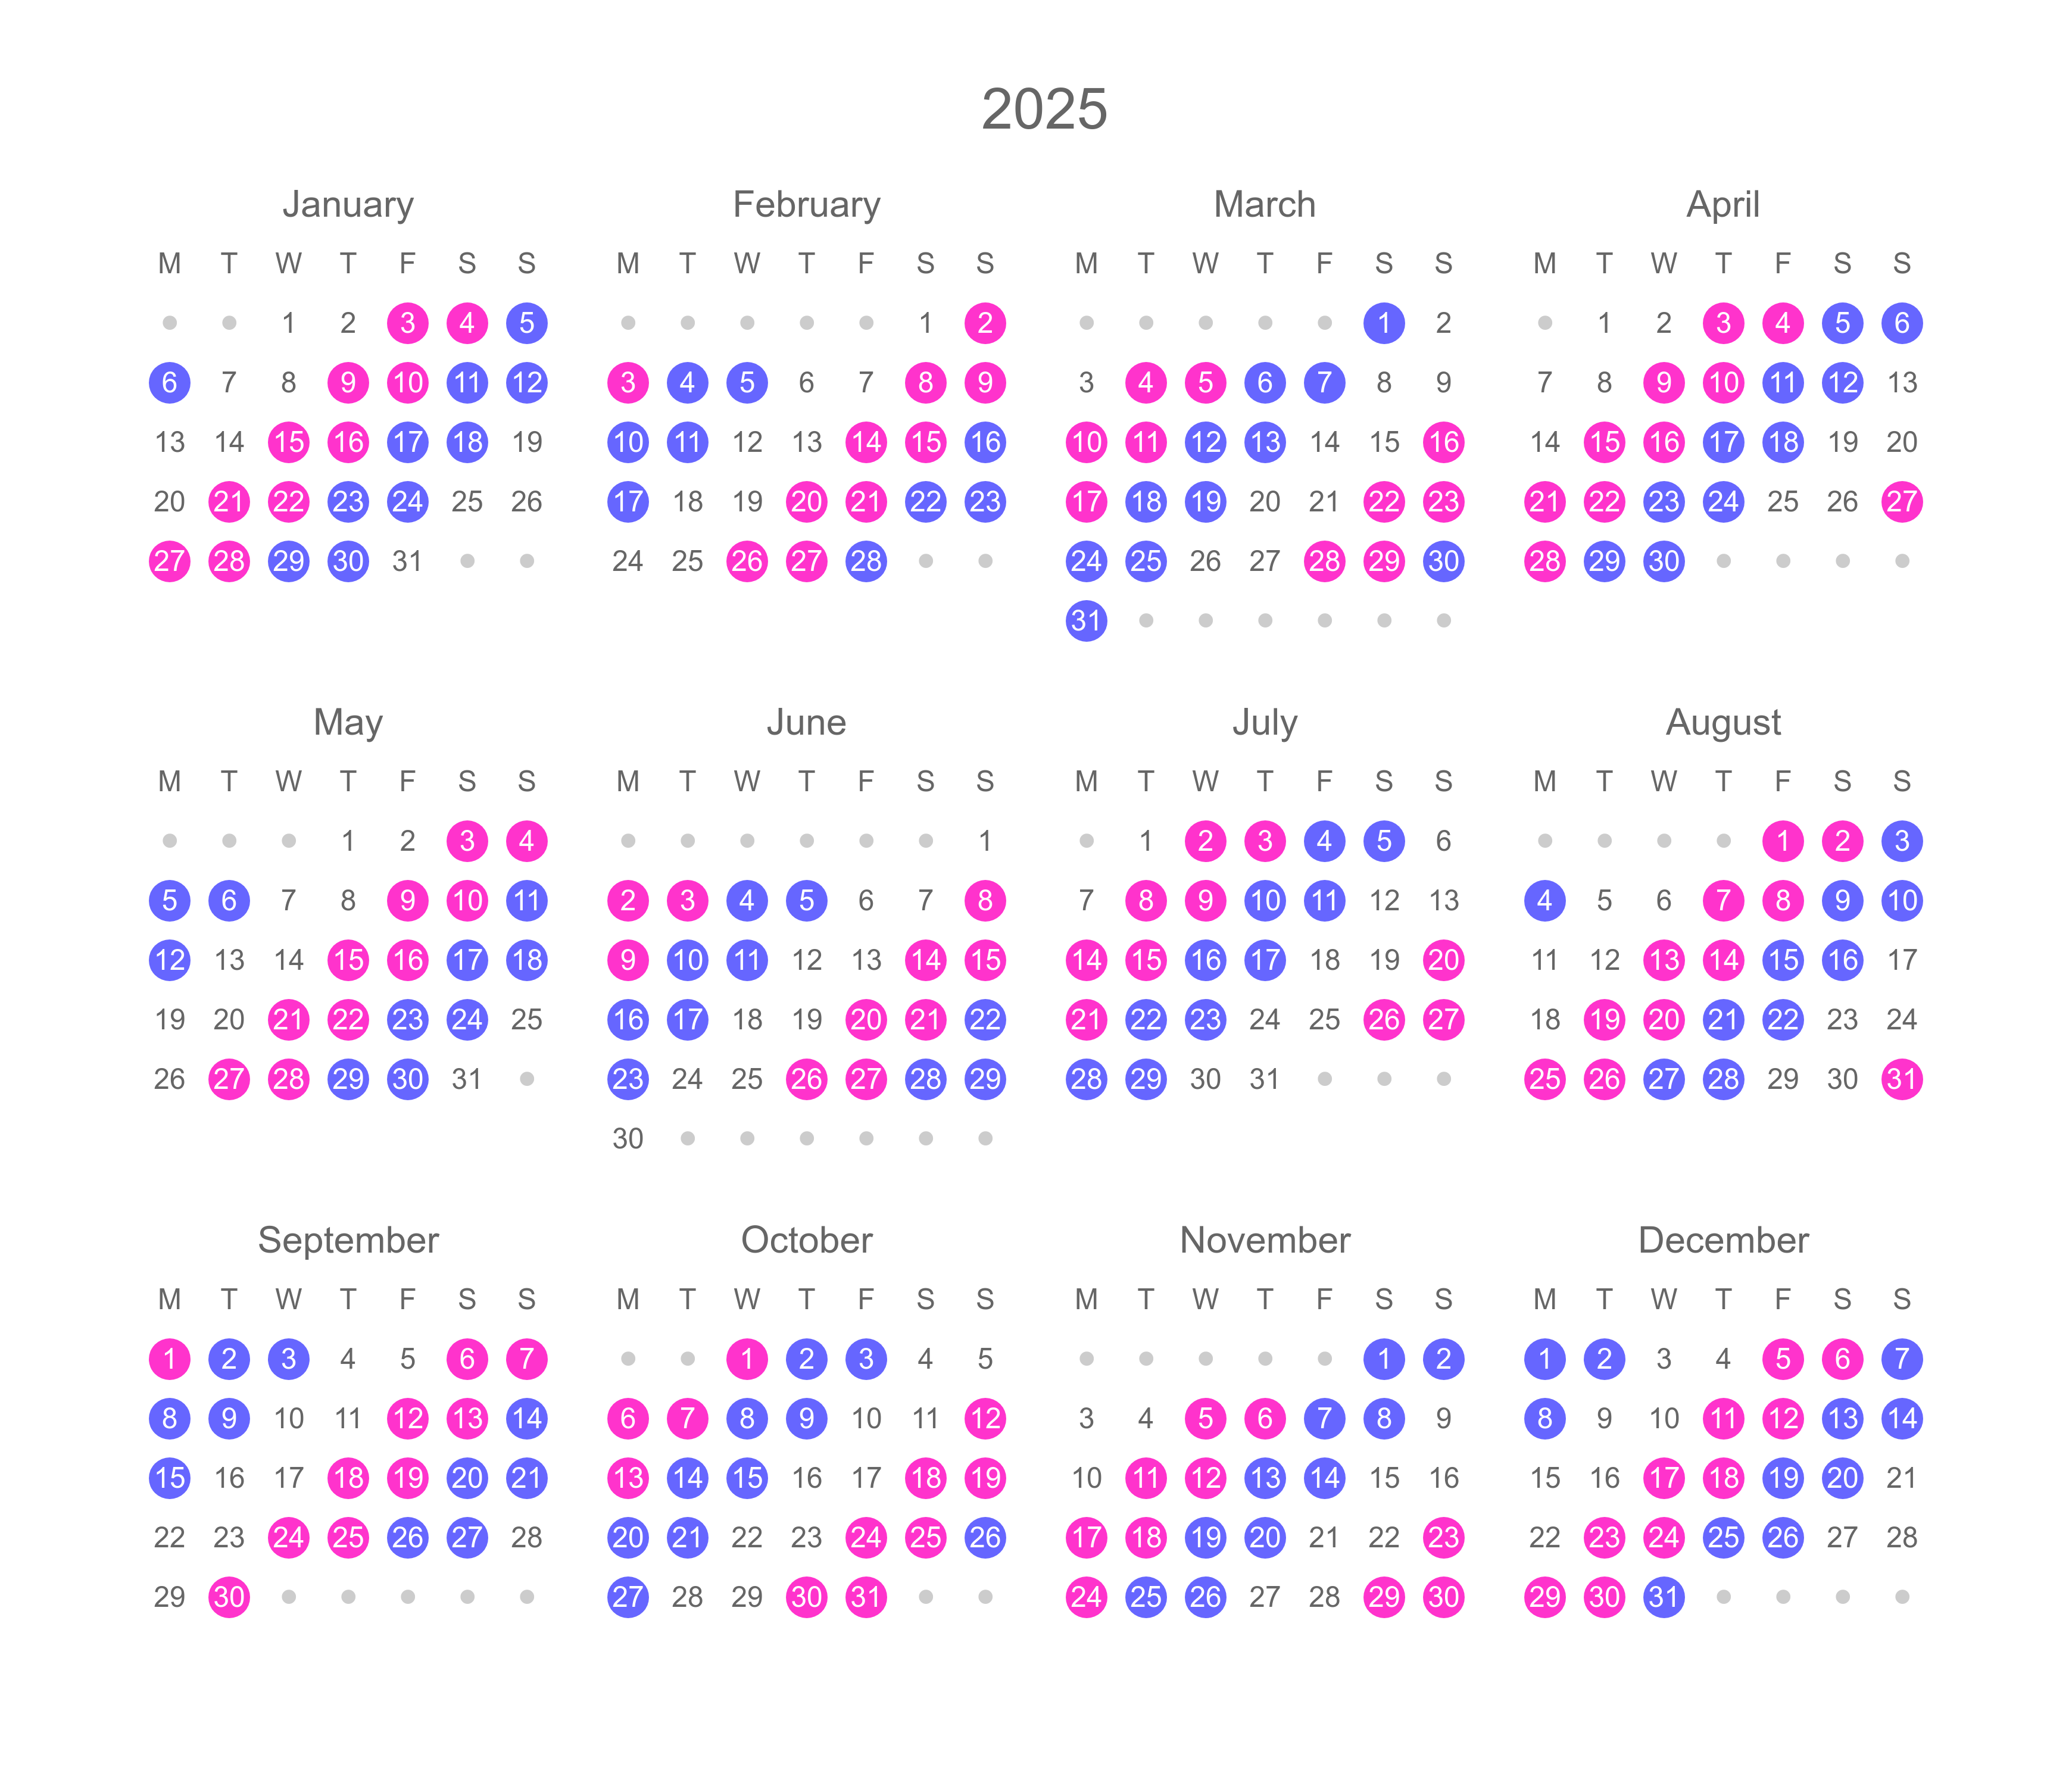 2025
January February March April
M T W T F S S M T W T F S S M T W T F S S M T W T F S S
1 2 3 4 5 1 2 1 2 1 2 3 4 5 6
6 7 8 9 10 11 12 3 4 5 6 7 8 9 3 4 5 6 7 8 9 7 8 9 10 11 12 13
13 14 15 16 17 18 19 10 11 12 13 14 15 16 10 11 12 13 14 15 16 14 15 16 17 18 19 20
20 21 22 23 24 25 26 17 18 19 20 21 22 23 17 18 19 20 21 22 23 21 22 23 24 25 26 27
27 28 29 30 31 24 25 26 27 28 24 25 26 27 28 29 30 28 29 30
31
May June July August
M T W T F S S M T W T F S S M T W T F S S M T W T F S S
1 2 3 4 1 1 2 3 4 5 6 1 2 3
5 6 7 8 9 10 11 2 3 4 5 6 7 8 7 8 9 10 11 12 13 4 5 6 7 8 9 10
12 13 14 15 16 17 18 9 10 11 12 13 14 15 14 15 16 17 18 19 20 11 12 13 14 15 16 17
19 20 21 22 23 24 25 16 17 18 19 20 21 22 21 22 23 24 25 26 27 18 19 20 21 22 23 24
26 27 28 29 30 31 23 24 25 26 27 28 29 28 29 30 31 25 26 27 28 29 30 31
30
September October November December
M T W T F S S M T W T F S S M T W T F S S M T W T F S S
1 2 3 4 5 6 7 1 2 3 4 5 1 2 1 2 3 4 5 6 7
8 9 10 11 12 13 14 6 7 8 9 10 11 12 3 4 5 6 7 8 9 8 9 10 11 12 13 14
15 16 17 18 19 20 21 13 14 15 16 17 18 19 10 11 12 13 14 15 16 15 16 17 18 19 20 21
22 23 24 25 26 27 28 20 21 22 23 24 25 26 17 18 19 20 21 22 23 22 23 24 25 26 27 28
29 30 27 28 29 30 31 24 25 26 27 28 29 30 29 30 31